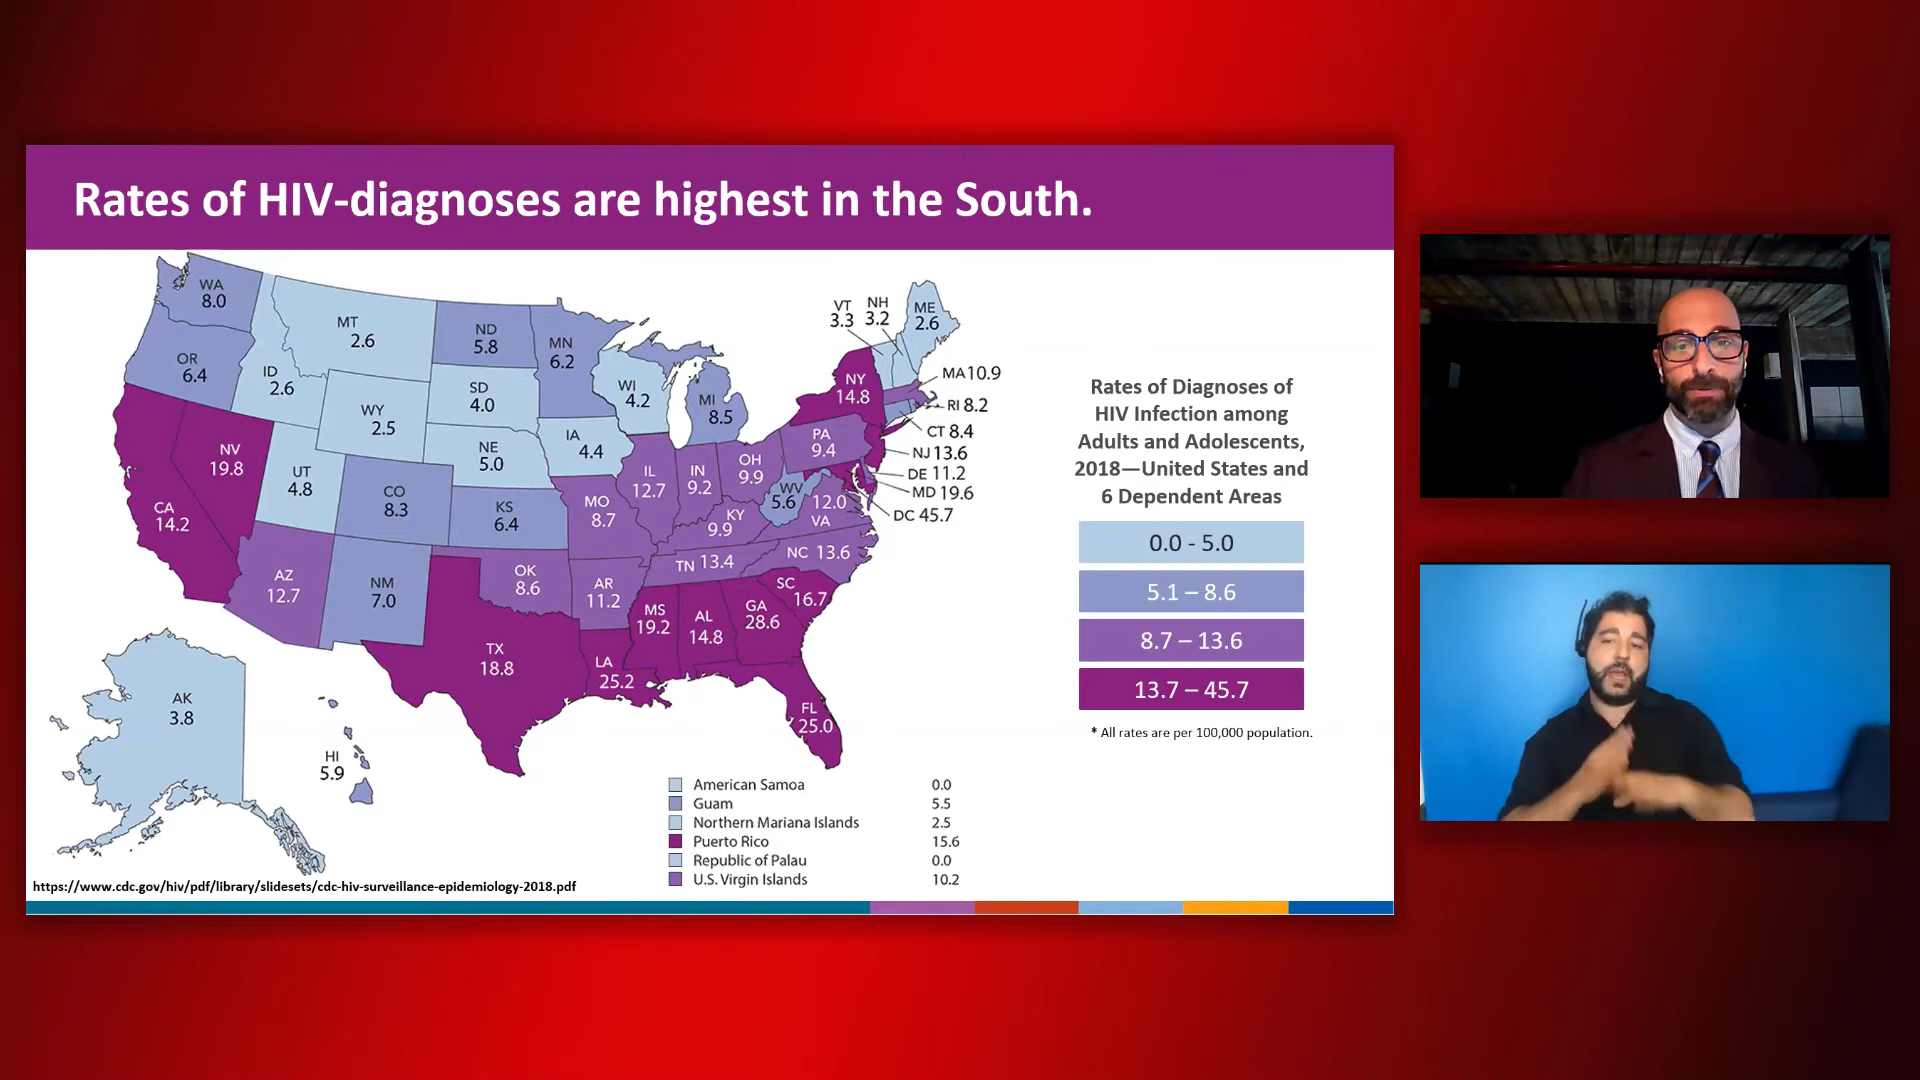 Rates of HIV-diagnoses are highest in the South.
WA
8.0
OR
6.4
MT
2.6
ID
2.6
WY
2.5
ND
5.8
SD
4.0
NE
5.0
KS
6.4
MN
6.2
WI
4.2
IA
4.4
MI
8.5
NV
19.8
CA
14.2
UT
4.8
CO
8.3
AZ
12.7
NM
7.0
OK
8.6
TX
18.8
MO
8.7
AR
11.2
LA
25.2
IL
12.7
IN
9.2
OH
9.9
KY
9.9
TN 13.4
MS
19.2
AL
14.8
GA
28.6
FL
25.0
SC
16.7
NC 13.6
12.0
VA
WV
5.6
PA
9.4
NY
14.8
VT
3.3
NH
3.2
ME
2.6
MA 10.9
RI 8.2
CT 8.4
NJ 13.6
DE 11.2
MD 19.6
DC 45.7
AK
3.8
HI
5.9
American Samoa 0.0
Guam 5.5
Northern Mariana Islands 2.5
Puerto Rico 15.6
Republic of Palau 0.0
U.S. Virgin Islands 10.2
Rates of Diagnoses of
HIV Infection among
Adults and Adolescents,
2018—United States and
6 Dependent Areas
0.0 - 5.0
5.1 – 8.6
8.7 – 13.6
13.7 – 45.7
* All rates are per 100,000 population.
https://www.cdc.gov/hiv/pdf/library/slidesets/cdc-hiv-surveillance-epidemiology-2018.pdf